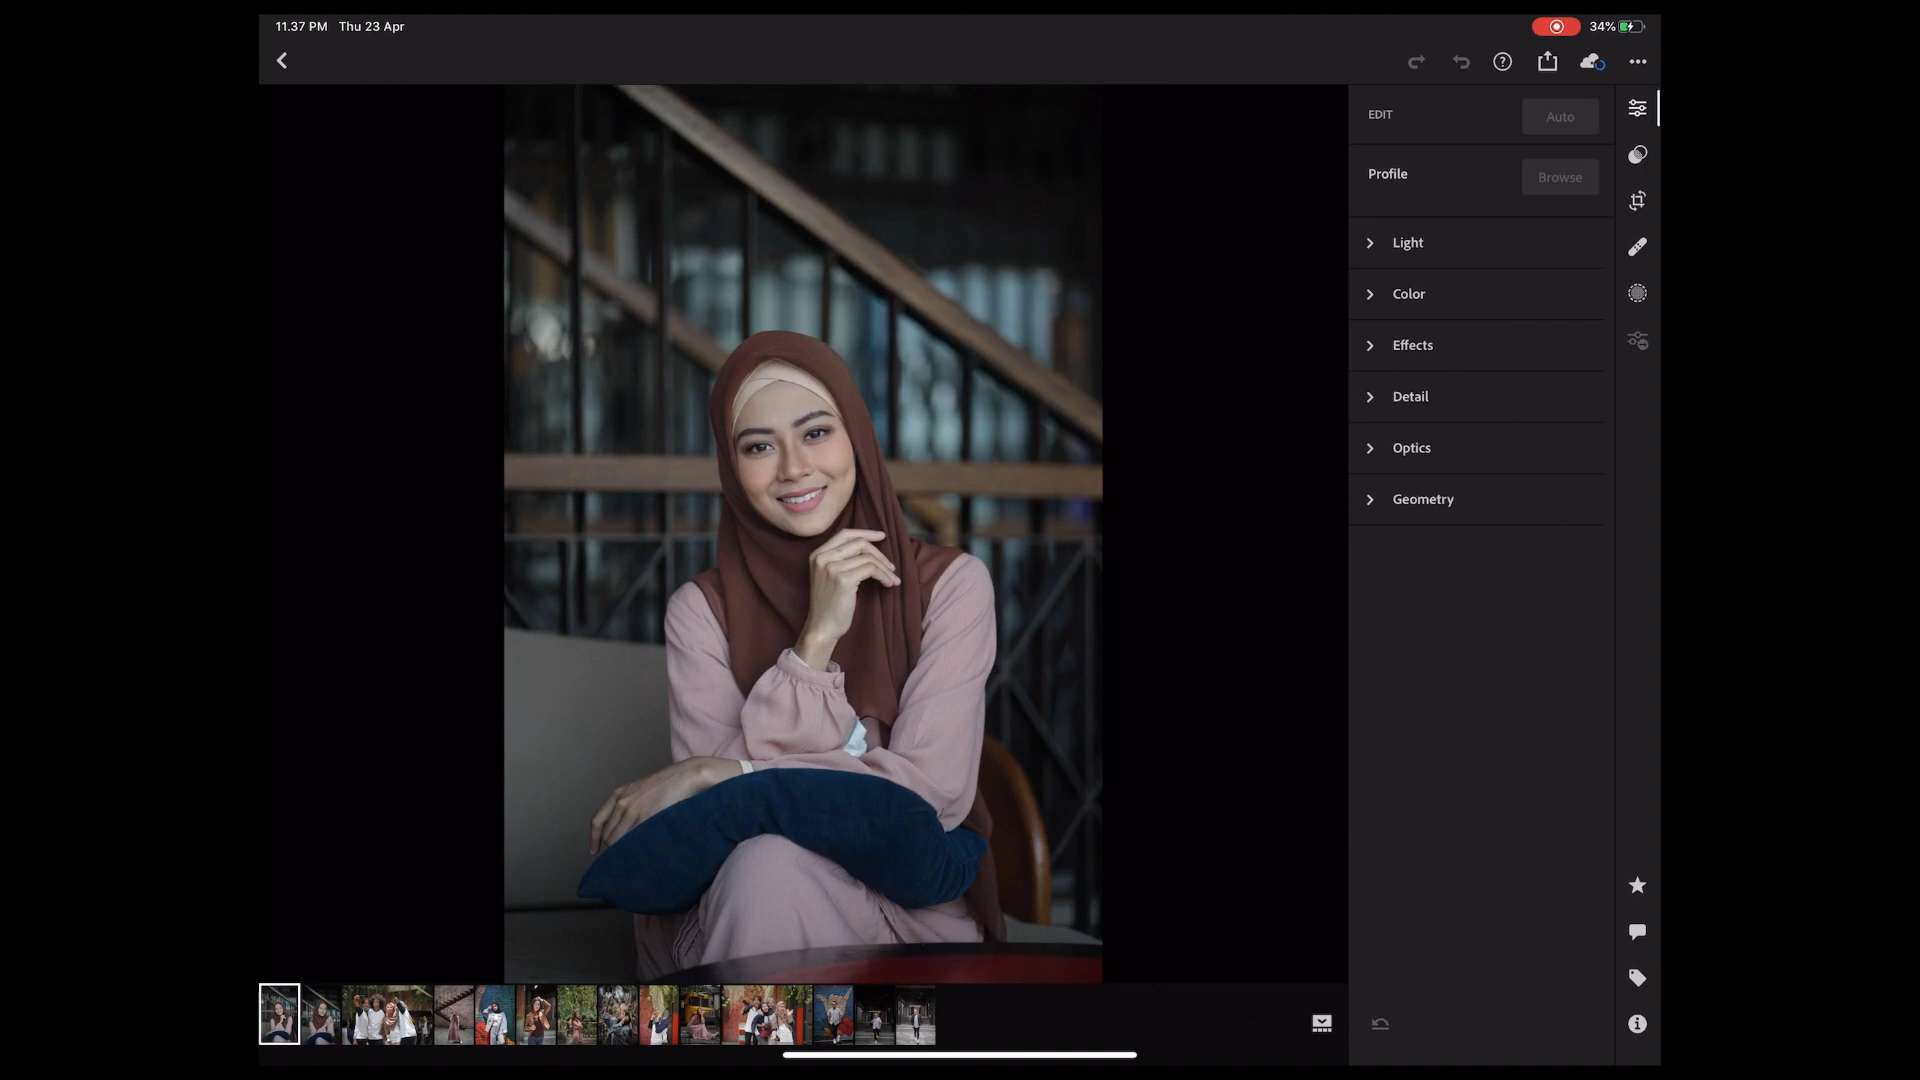 11.37 PM Thu 23 Apr
34%
EDIT
Auto
Profile
Browse
Light
Color
Effects
Detail
Optics
Geometry